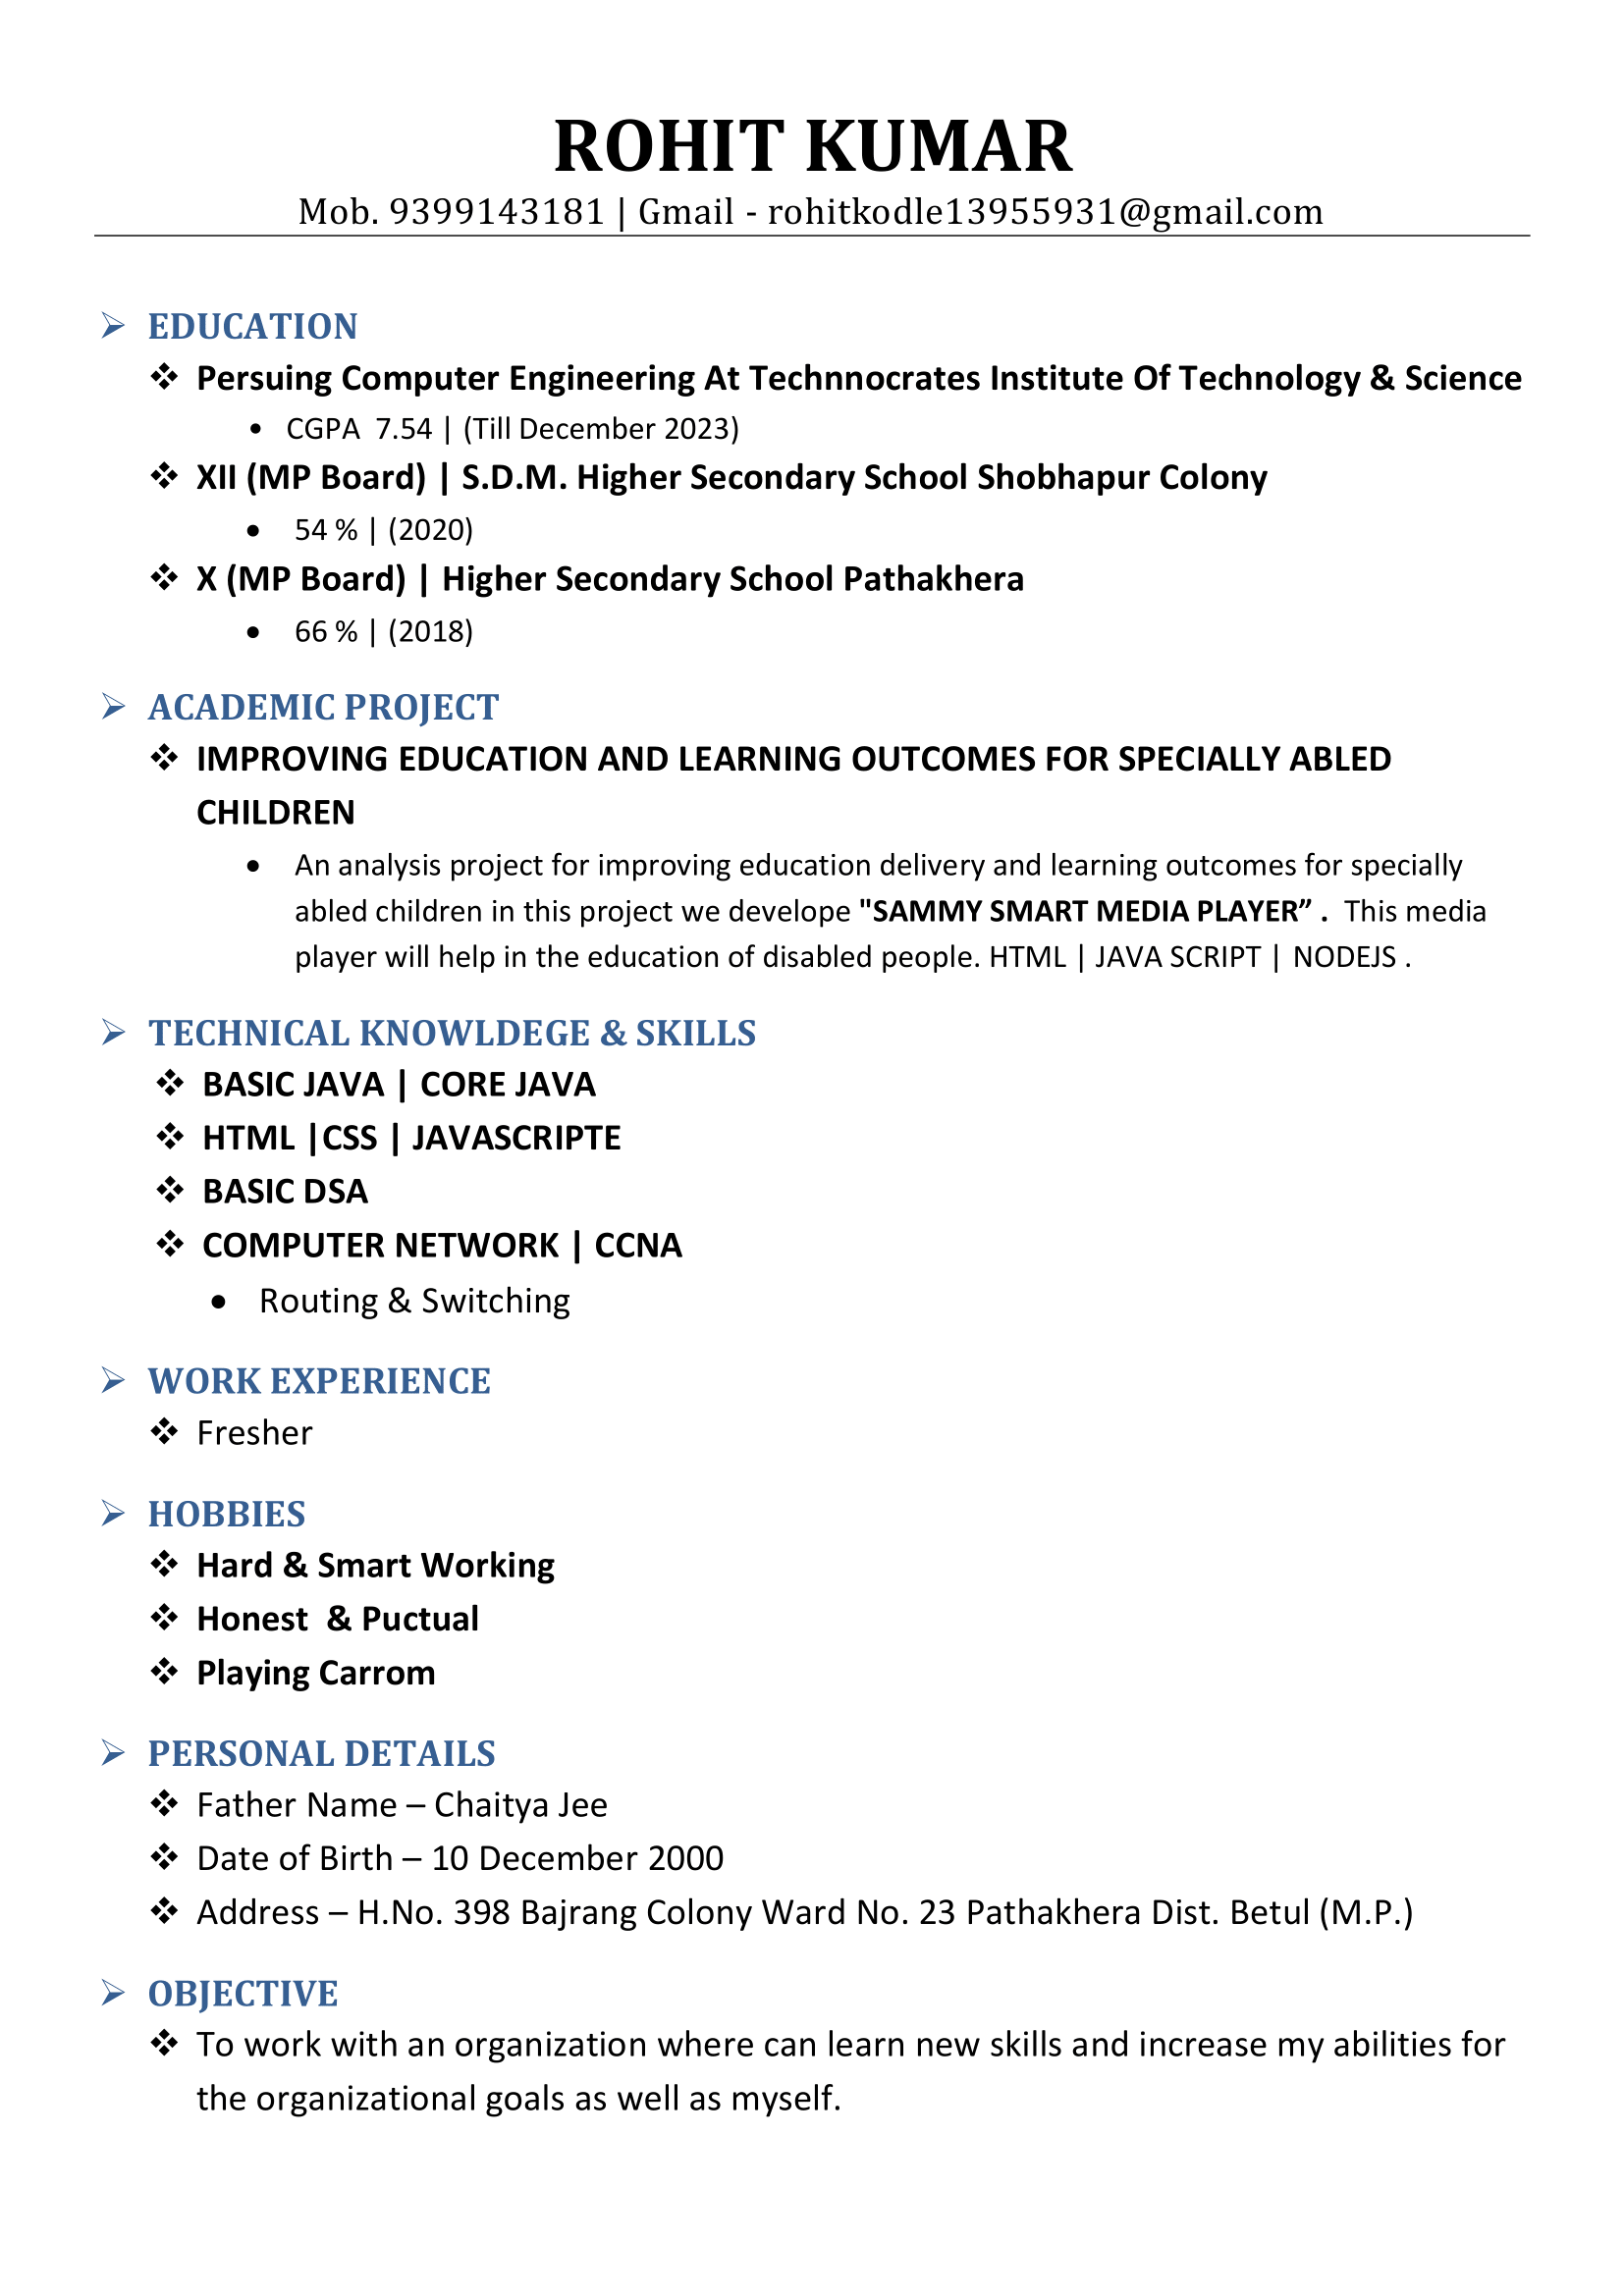 ROHIT KUMAR
Mob. 9399143181 | Gmail - rohitkodle13955931@gmail.com
➢ EDUCATION
❖ Persuing Computer Engineering At Technnocrates Institute Of Technology & Science
• CGPA  7.54 | (Till December 2023)
❖ XII (MP Board) | S.D.M. Higher Secondary School Shobhapur Colony
• 54 % | (2020)
❖ X (MP Board) | Higher Secondary School Pathakhera
• 66 % | (2018)
➢ ACADEMIC PROJECT
❖ IMPROVING EDUCATION AND LEARNING OUTCOMES FOR SPECIALLY ABLED
CHILDREN
• An analysis project for improving education delivery and learning outcomes for specially
abled children in this project we develope "SAMMY SMART MEDIA PLAYER” .  This media
player will help in the education of disabled people. HTML | JAVA SCRIPT | NODEJS .
➢ TECHNICAL KNOWLDEGE & SKILLS
❖ BASIC JAVA | CORE JAVA
❖ HTML |CSS | JAVASCRIPTE
❖ BASIC DSA
❖ COMPUTER NETWORK | CCNA
• Routing & Switching
➢ WORK EXPERIENCE
❖ Fresher
➢ HOBBIES
❖ Hard & Smart Working
❖ Honest  & Puctual
❖ Playing Carrom
➢ PERSONAL DETAILS
❖ Father Name – Chaitya Jee
❖ Date of Birth – 10 December 2000
❖ Address – H.No. 398 Bajrang Colony Ward No. 23 Pathakhera Dist. Betul (M.P.)
➢ OBJECTIVE
❖ To work with an organization where can learn new skills and increase my abilities for
the organizational goals as well as myself.